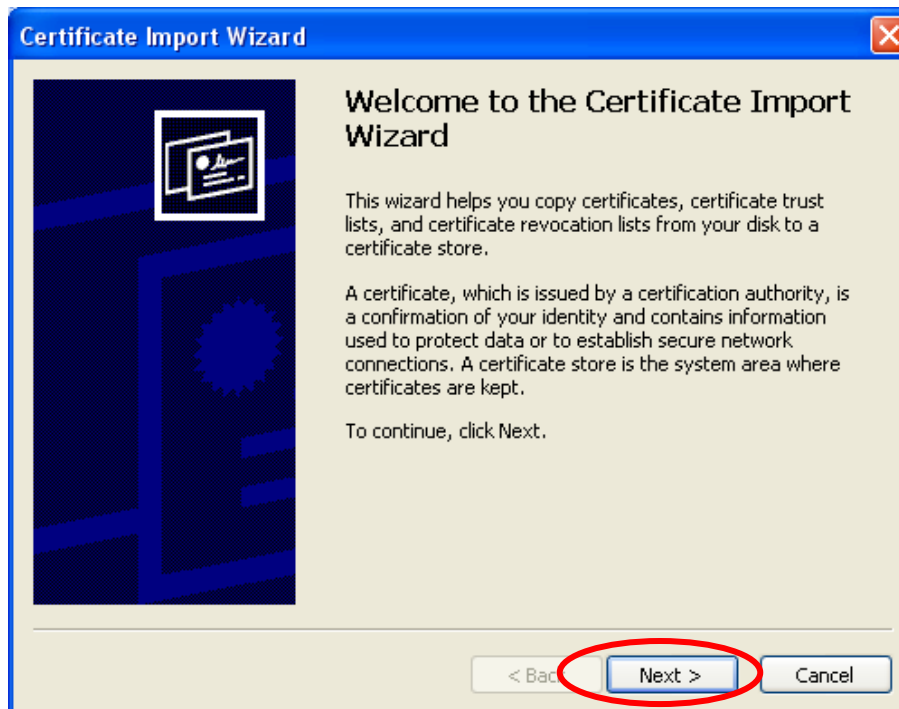 Certificate Import Wizard
Welcome to the Certificate Import
Wizard
This wizard helps you copy certificates, certificate trust
lists, and certificate revocation lists from your disk to a
certificate store.
A certificate, which is issued by a certification authority, is
a confirmation of your identity and contains information
used to protect data or to establish secure network
connections. A certificate store is the system area where
certificates are kept.
To continue, click Next.
< Back Next > Cancel